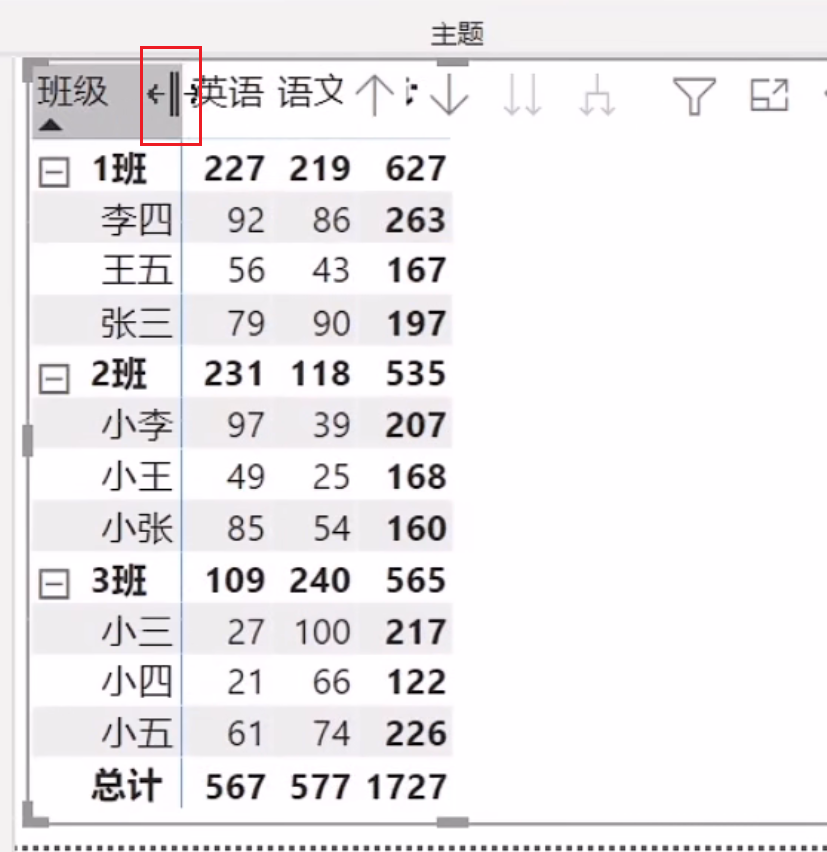 主题
班级 英语 语文
1班 227 219 627
李四 92 86 263
王五 56 43 167
张三 79 90 197
2班 231 118 535
小李 97 39 207
小王 49 25 168
小张 85 54 160
3班 109 240 565
小三 27 100 217
小四 21 66 122
小五 61 74 226
总计 567 577 1727